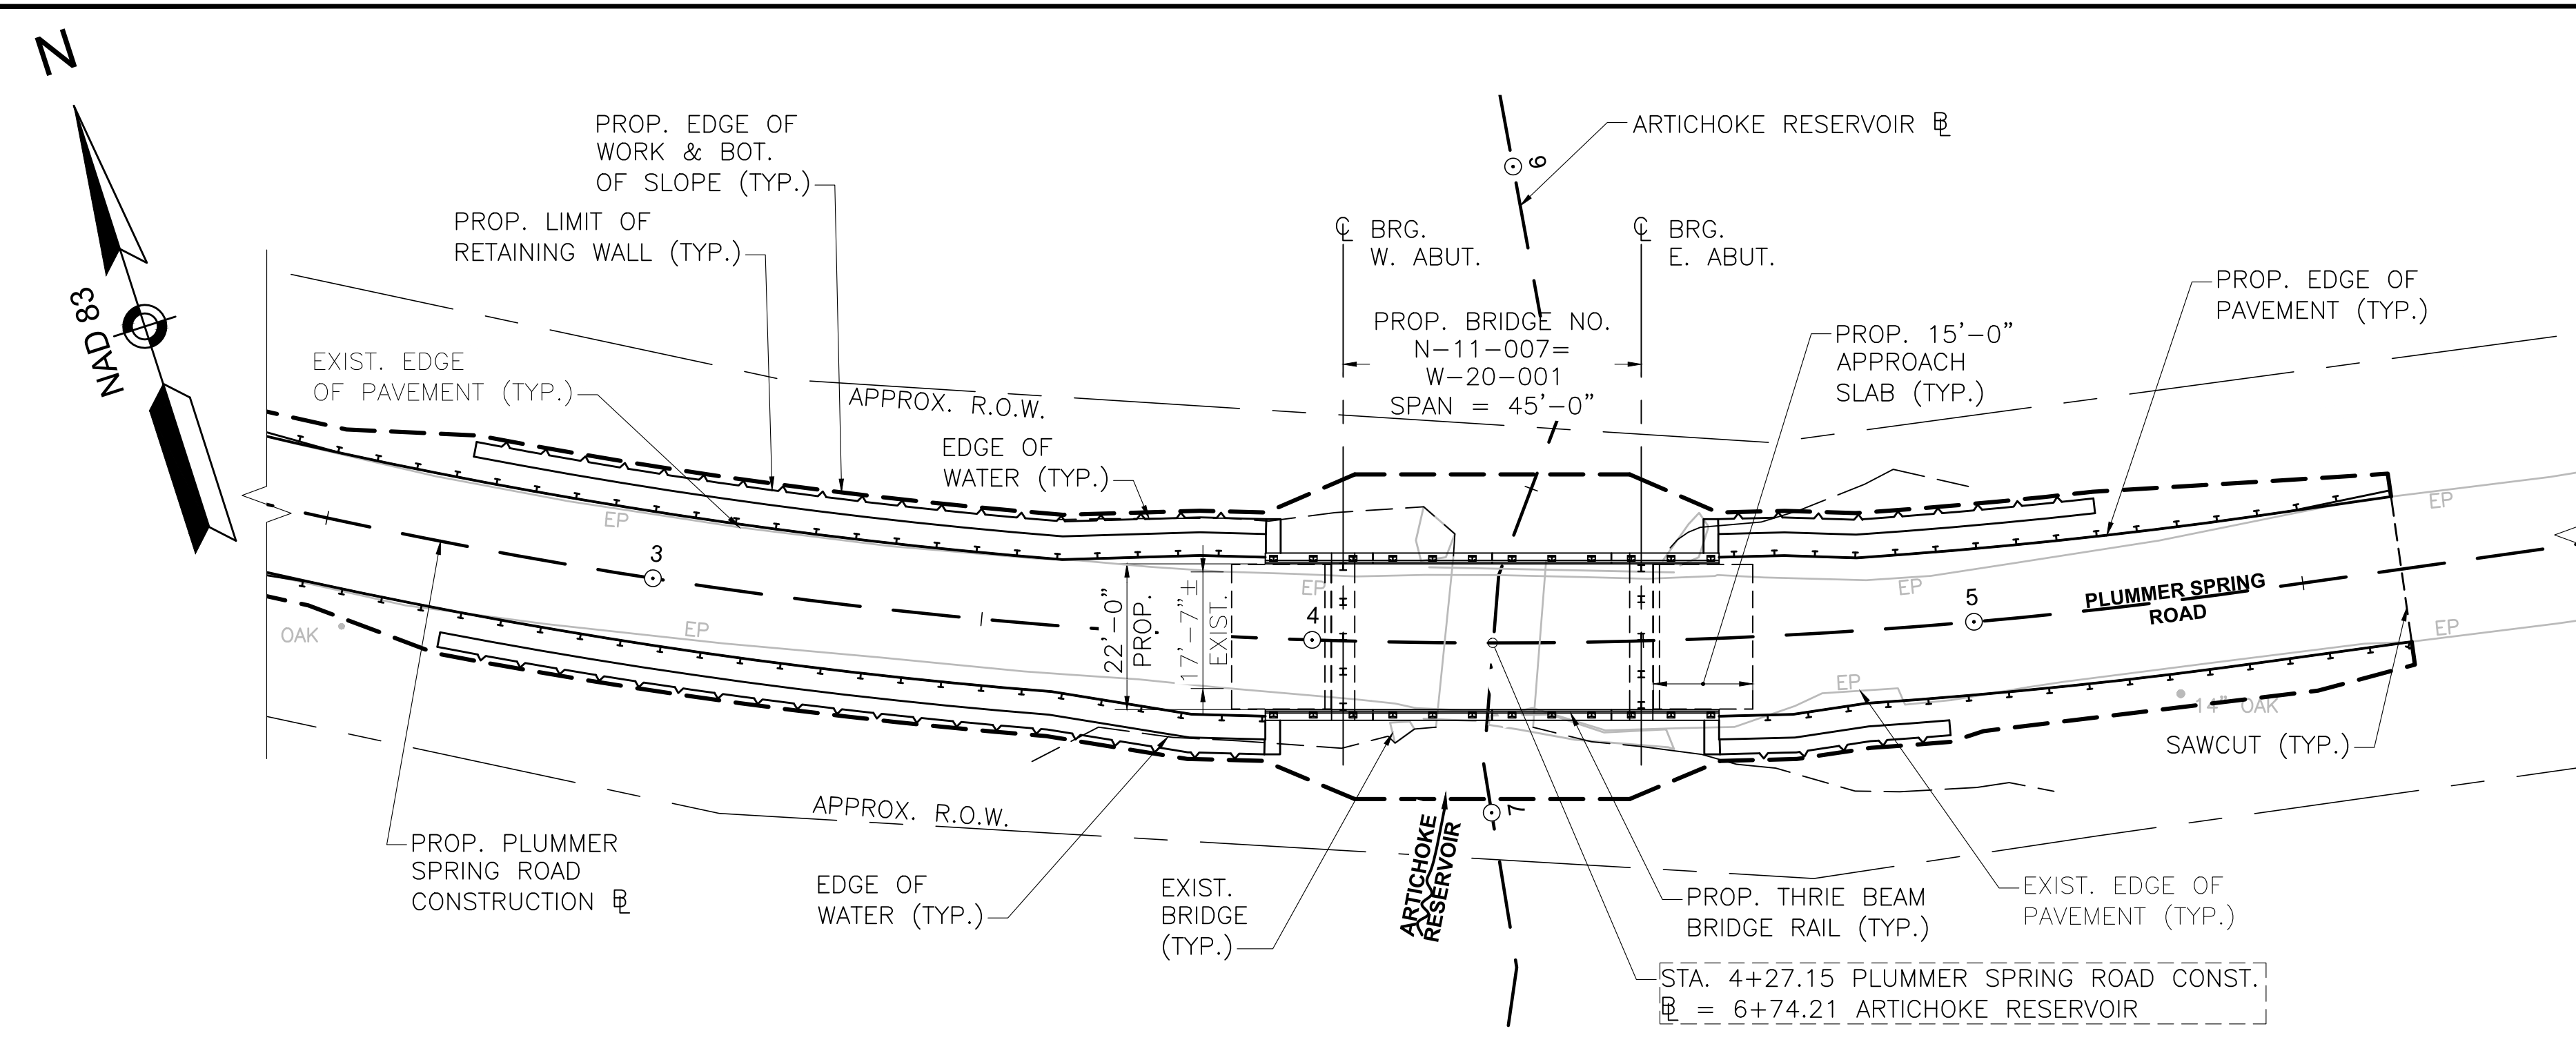 N
NAD 83
PROP. EDGE OF
WORK & BOT.
OF SLOPE (TYP.)
PROP. LIMIT OF
RETAINING WALL (TYP.)
EXIST. EDGE
OF PAVEMENT (TYP.)
APPROX. R.O.W.
EDGE OF
WATER (TYP.)
ARTICHOKE RESERVOIR ⅊
6
℄ BRG.
W. ABUT.
℄ BRG.
E. ABUT.
PROP. BRIDGE NO.
N-11-007=
W-20-001
SPAN = 45'-0"
PROP. 15'-0"
APPROACH
SLAB (TYP.)
PROP. EDGE OF
PAVEMENT (TYP.)
EP
EP
EP
EP
EP
EP
EP
3
4
5
22'-0"
PROP.
17'-7"±
EXIST.
PLUMMER SPRING
ROAD
OAK
14" OAK
SAWCUT (TYP.)
7
APPROX. R.O.W.
PROP. PLUMMER
SPRING ROAD
CONSTRUCTION ⅊
EDGE OF
WATER (TYP.)
EXIST.
BRIDGE
(TYP.)
ARTICHOKE
RESERVOIR
PROP. THRIE BEAM
BRIDGE RAIL (TYP.)
EXIST. EDGE OF
PAVEMENT (TYP.)
STA. 4+27.15 PLUMMER SPRING ROAD CONST.
⅊ = 6+74.21 ARTICHOKE RESERVOIR